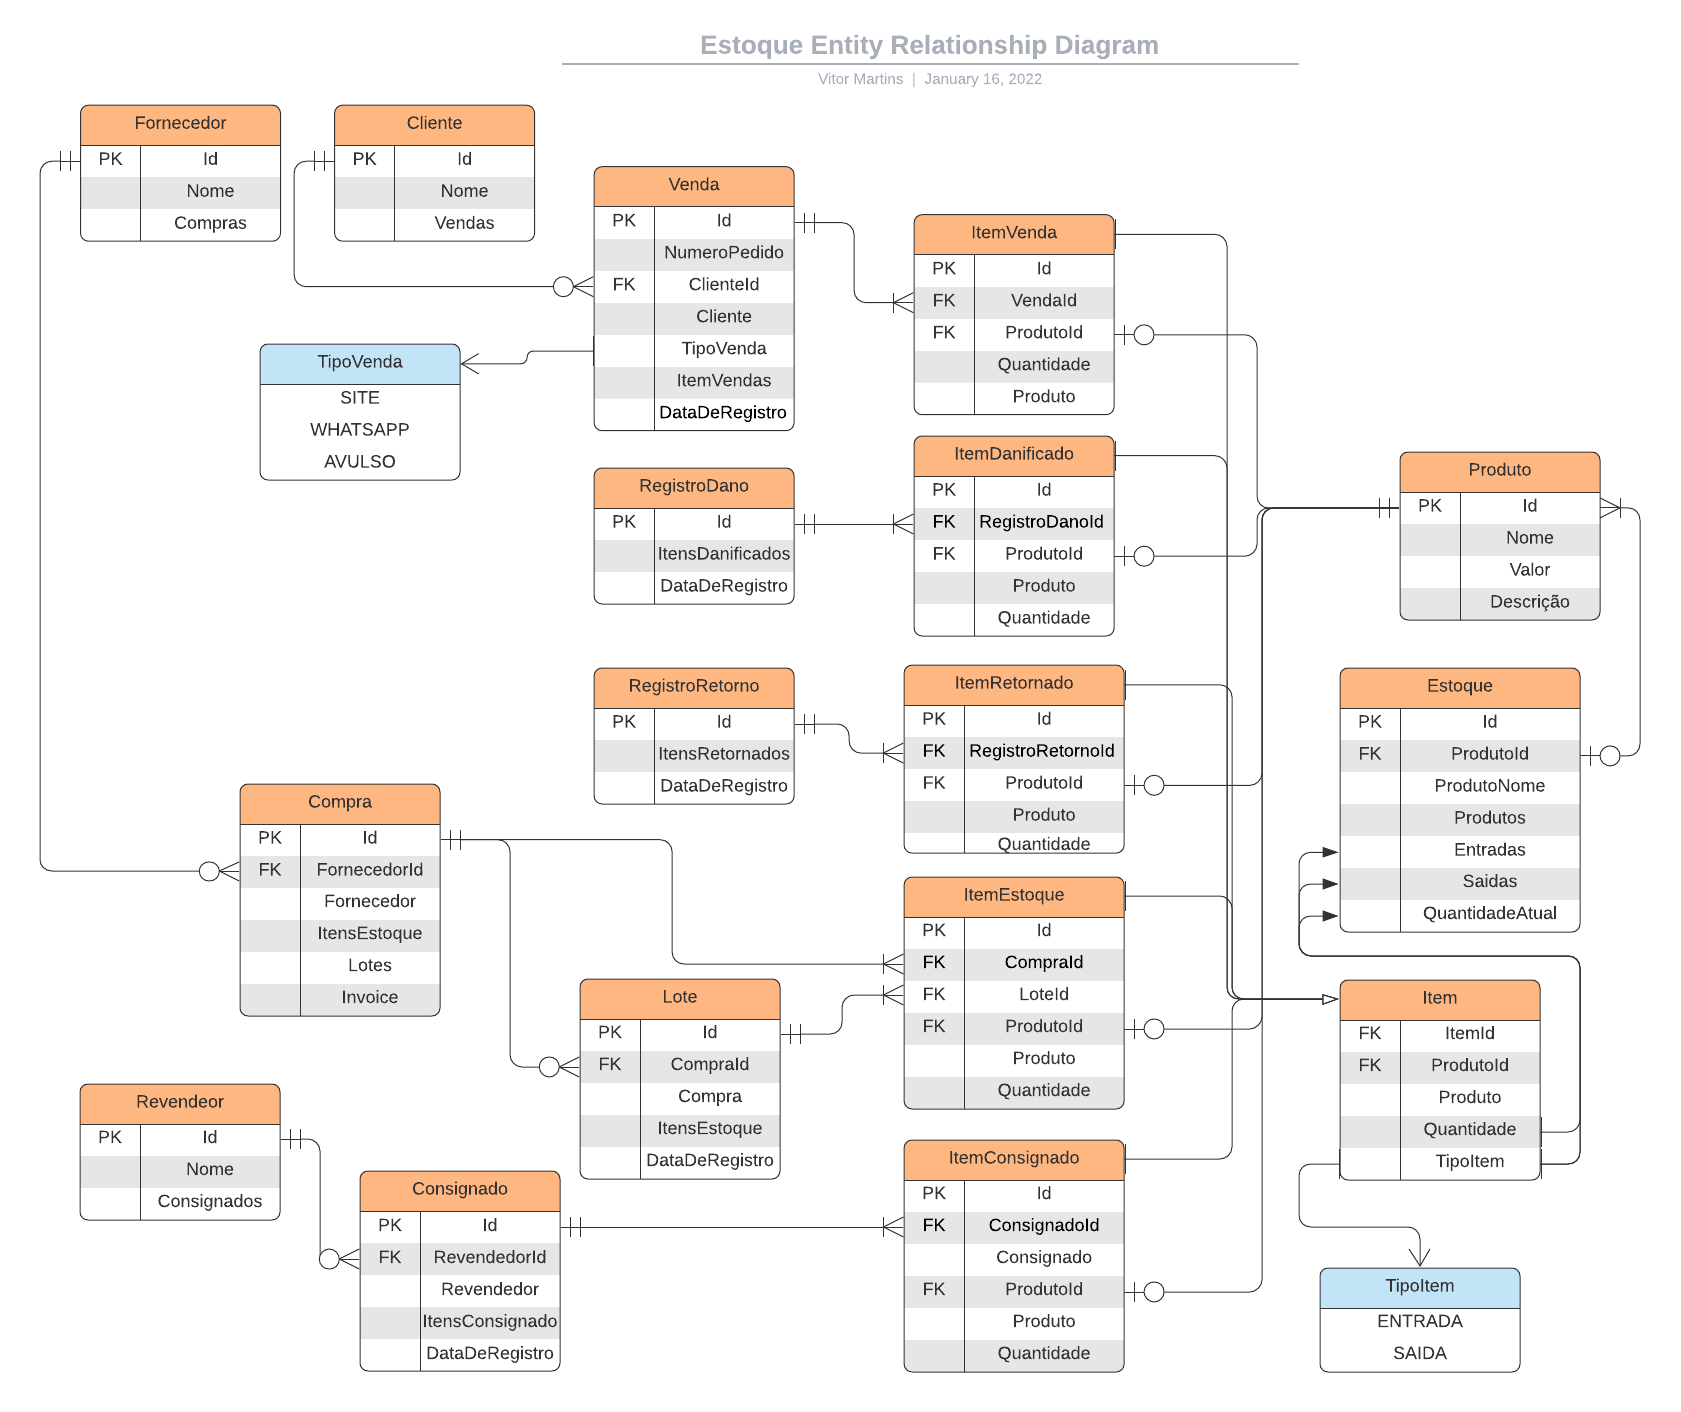 Estoque Entity Relationship Diagram
Vitor Martins | January 16, 2022
Fornecedor
PK Id
Nome
Compras
Cliente
PK Id
Nome
Vendas
Venda
PK Id
NumeroPedido
FK ClienteId
Cliente
TipoVenda
ItemVendas
DataDeRegistro
ItemVenda
PK Id
FK VendaId
FK ProdutoId
Quantidade
Produto
TipoVenda
SITE
WHATSAPP
AVULSO
RegistroDano
PK Id
ItensDanificados
DataDeRegistro
ItemDanificado
PK Id
FK RegistroDanoId
FK ProdutoId
Produto
Quantidade
Produto
PK Id
Nome
Valor
Descrição
RegistroRetorno
PK Id
ItensRetornados
DataDeRegistro
ItemRetornado
PK Id
FK RegistroRetornoId
FK ProdutoId
Produto
Quantidade
Estoque
PK Id
FK ProdutoId
ProdutoNome
Produtos
Entradas
Saidas
QuantidadeAtual
Compra
PK Id
FK FornecedorId
Fornecedor
ItensEstoque
Lotes
Invoice
ItemEstoque
PK Id
FK CompraId
FK LoteId
FK ProdutoId
Produto
Quantidade
Lote
PK Id
FK CompraId
Compra
ItensEstoque
DataDeRegistro
Item
FK ItemId
FK ProdutoId
Produto
Quantidade
TipoItem
Revendeor
PK Id
Nome
Consignados
Consignado
PK Id
FK RevendedorId
Revendedor
ItensConsignado
DataDeRegistro
ItemConsignado
PK Id
FK ConsignadoId
Consignado
FK ProdutoId
Produto
Quantidade
TipoItem
ENTRADA
SAIDA